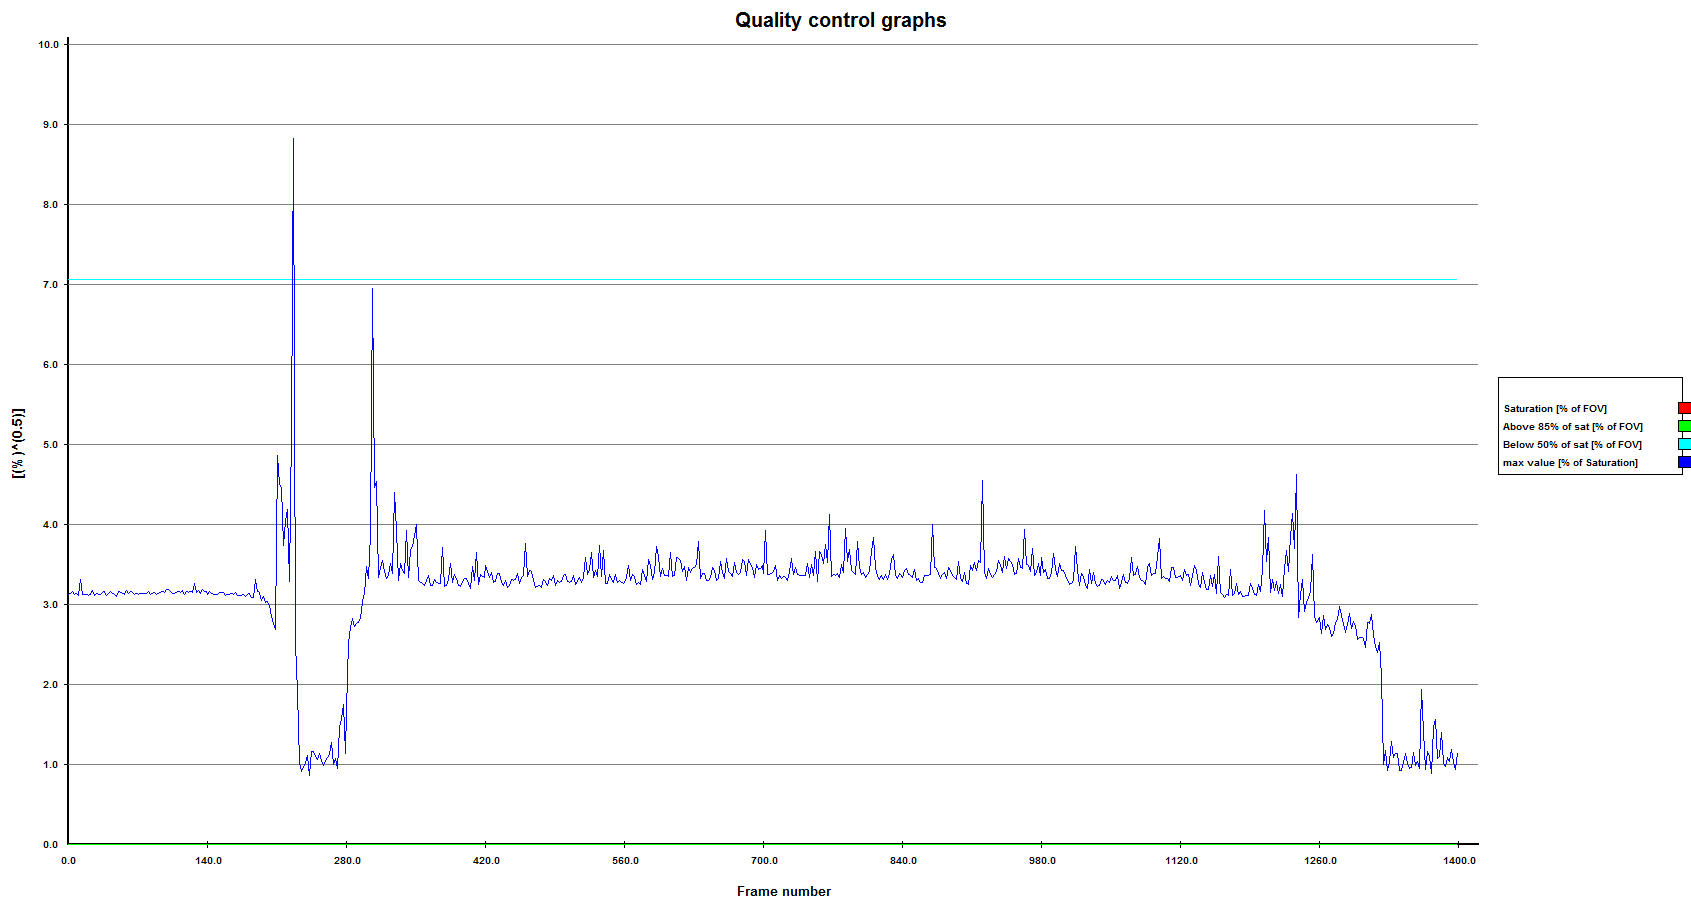 Quality control graphs
10.0
9.0
8.0
7.0
6.0
5.0
4.0
3.0
2.0
1.0
0.0
[(% )^(0.5)]
0.0 140.0 280.0 420.0 560.0 700.0 840.0 980.0 1120.0 1260.0 1400.0
Frame number
Saturation [% of FOV]
Above 85% of sat [% of FOV]
Below 50% of sat [% of FOV]
max value [% of Saturation]